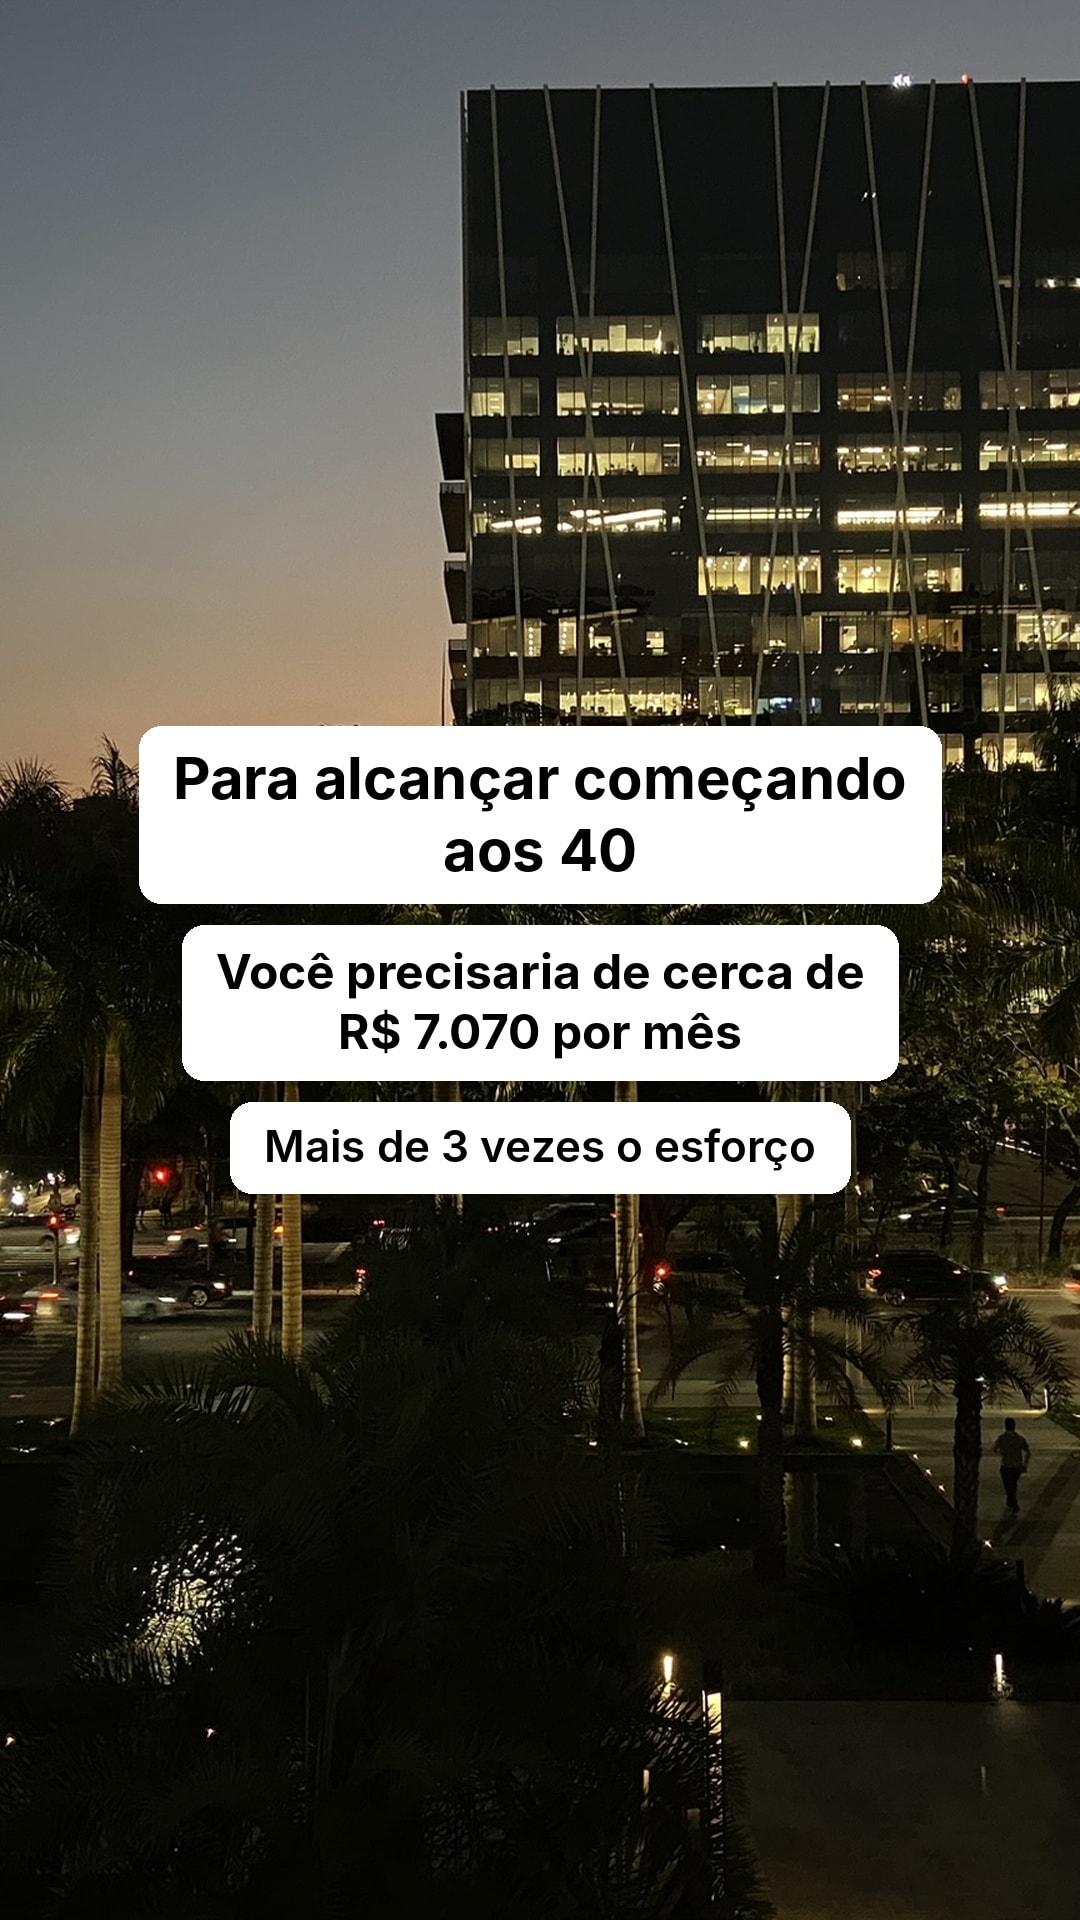 Para alcançar começando
aos 40
Você precisaria de cerca de
R$ 7.070 por mês
Mais de 3 vezes o esforço